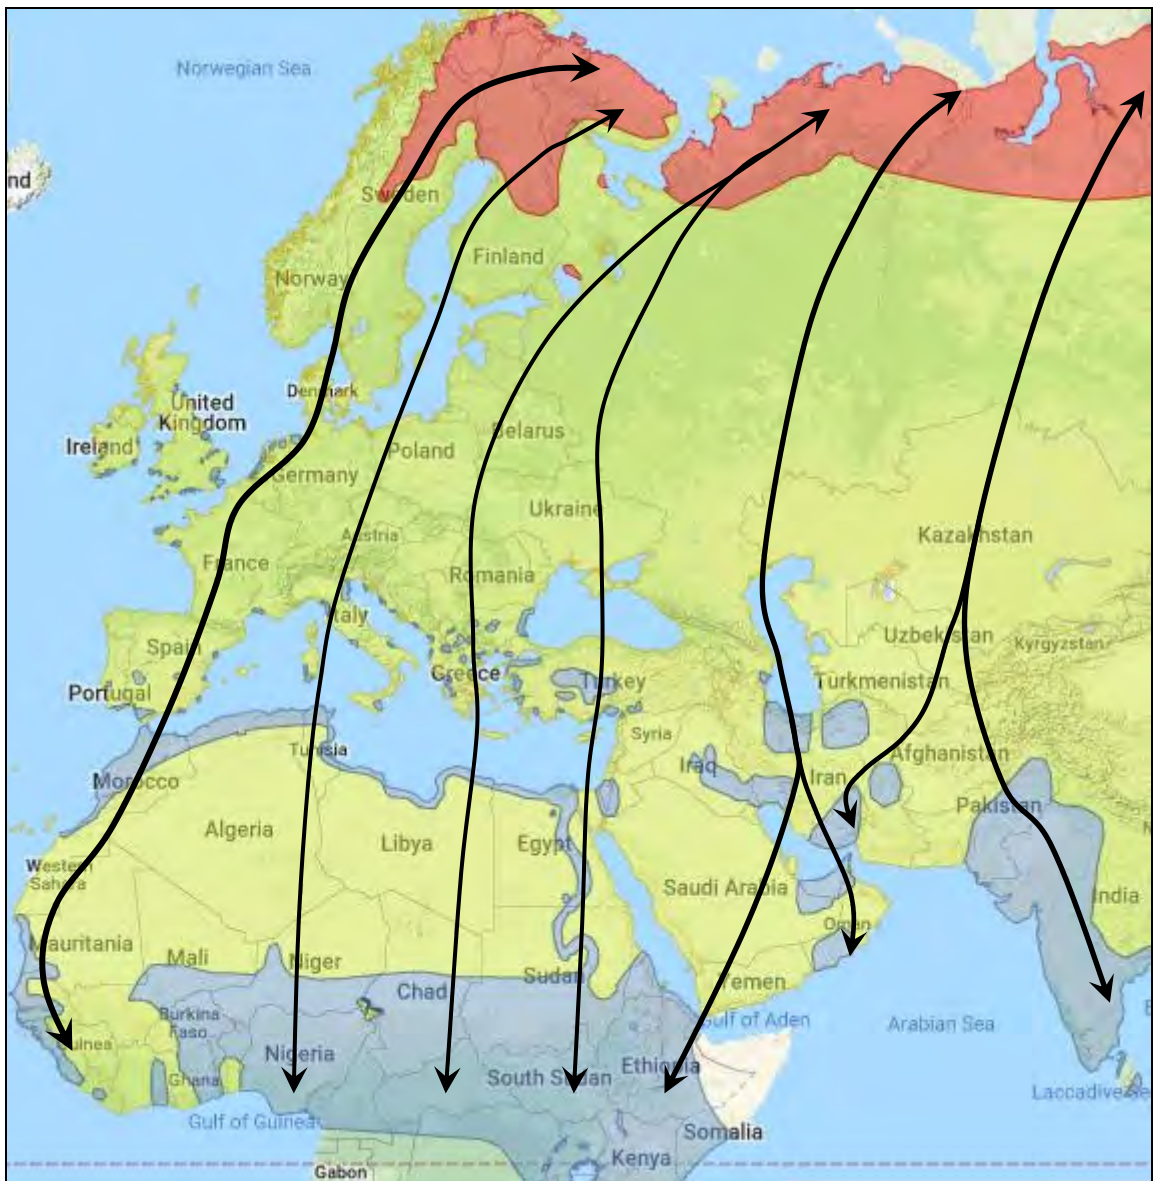 Norwegian Sea
nd
Sweden
Finland
Norway
Denmark
United
Kingdom
Ireland
Belarus
Poland
Germany
Ukraine
Austria
Kazakhstan
France
Romania
Italy
Uzbekistan
Kyrgyzstan
Spain
Greece
Turkey
Turkmenistan
Portugal
Syria
Tunisia
Afghanistan
Iraq
Iran
Morocco
Pakistan
Algeria
Libya
Egypt
Western
Sahara
Saudi Arabia
India
Oman
Mauritania
Mali
Niger
Sudan
Yemen
Chad
Burkina
Faso
Gulf of Aden
Arabian Sea
Guinea
Nigeria
Ethiopia
South Sudan
Ghana
Laccadive Se
Gulf of Guinea
Somalia
Kenya
Gabon